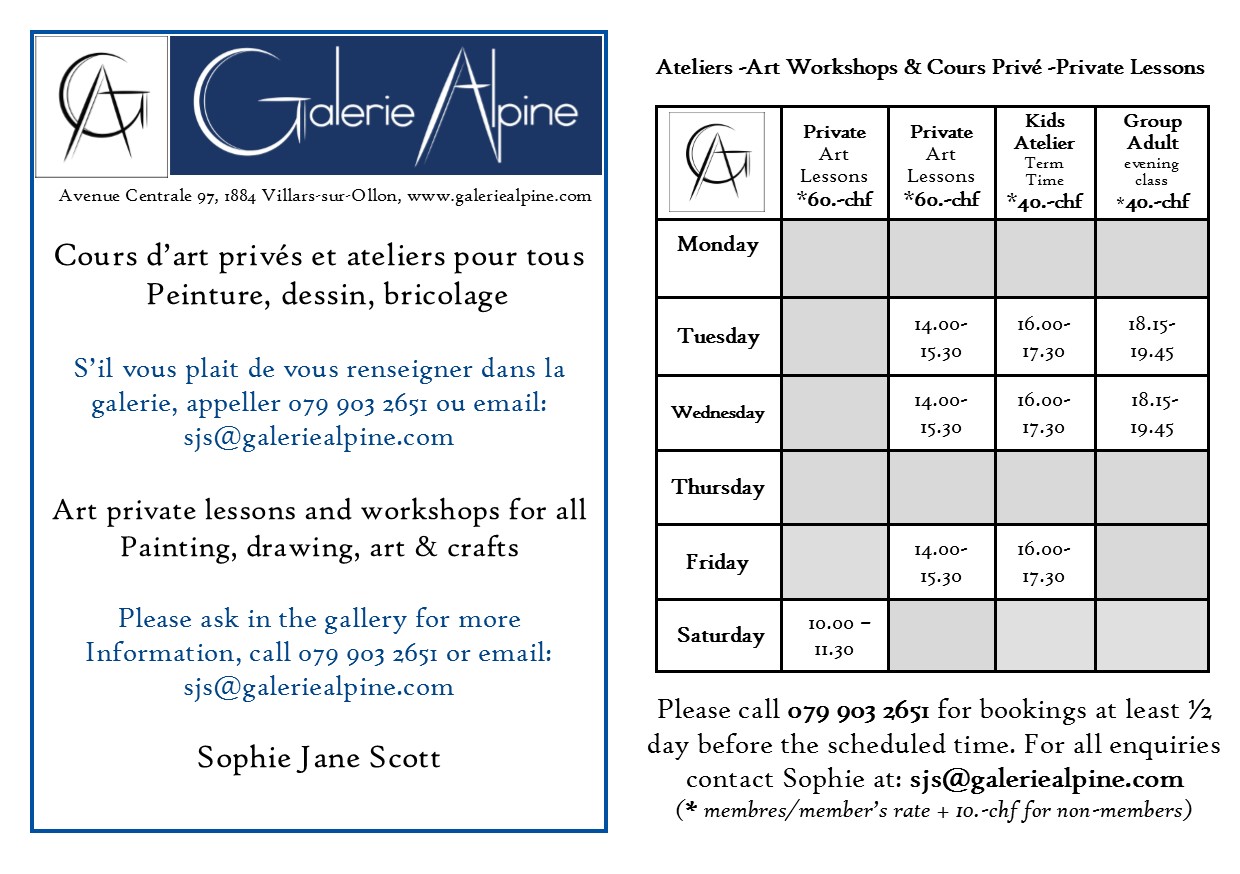 GA
Galerie Alpine
Avenue Centrale 97, 1884 Villars-sur-Ollon, www.galeriealpine.com
Cours d'art privés et ateliers pour tous
Peinture, dessin, bricolage
S'il vous plait de vous renseigner dans la
galerie, appeller 079 903 2651 ou email:
sjs@galeriealpine.com
Art private lessons and workshops for all
Painting, drawing, art & crafts
Please ask in the gallery for more
Information, call 079 903 2651 or email:
sjs@galeriealpine.com
Sophie Jane Scott
Ateliers -Art Workshops & Cours Privé -Private Lessons
GA
Private
Art
Lessons
*60.-chf
Private
Art
Lessons
*60.-chf
Kids
Atelier
Term
Time
*40.-chf
Group
Adult
evening
class
*40.-chf
Monday
Tuesday
14.00-
15.30
16.00-
17.30
18.15-
19.45
Wednesday
14.00-
15.30
16.00-
17.30
18.15-
19.45
Thursday
Friday
14.00-
15.30
16.00-
17.30
Saturday
10.00 –
11.30
Please call 079 903 2651 for bookings at least ½
day before the scheduled time. For all enquiries
contact Sophie at: sjs@galeriealpine.com
(* membres/member's rate + 10.-chf for non-members)